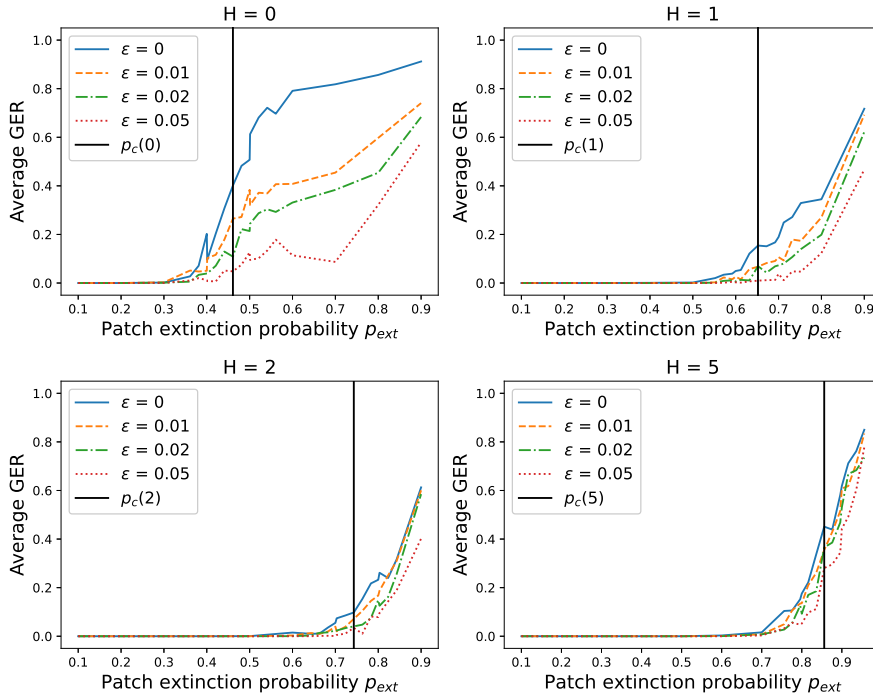 H = 0
1.0
0.8
0.6
0.4
0.2
0.0
Average GER
ε = 0
ε = 0.01
ε = 0.02
ε = 0.05
p_c(0)
0.1 0.2 0.3 0.4 0.5 0.6 0.7 0.8 0.9
Patch extinction probability p_ext
H = 1
1.0
0.8
0.6
0.4
0.2
0.0
Average GER
ε = 0
ε = 0.01
ε = 0.02
ε = 0.05
p_c(1)
0.1 0.2 0.3 0.4 0.5 0.6 0.7 0.8 0.9
Patch extinction probability p_ext
H = 2
1.0
0.8
0.6
0.4
0.2
0.0
Average GER
ε = 0
ε = 0.01
ε = 0.02
ε = 0.05
p_c(2)
0.1 0.2 0.3 0.4 0.5 0.6 0.7 0.8 0.9
Patch extinction probability p_ext
H = 5
1.0
0.8
0.6
0.4
0.2
0.0
Average GER
ε = 0
ε = 0.01
ε = 0.02
ε = 0.05
p_c(5)
0.1 0.2 0.3 0.4 0.5 0.6 0.7 0.8 0.9
Patch extinction probability p_ext